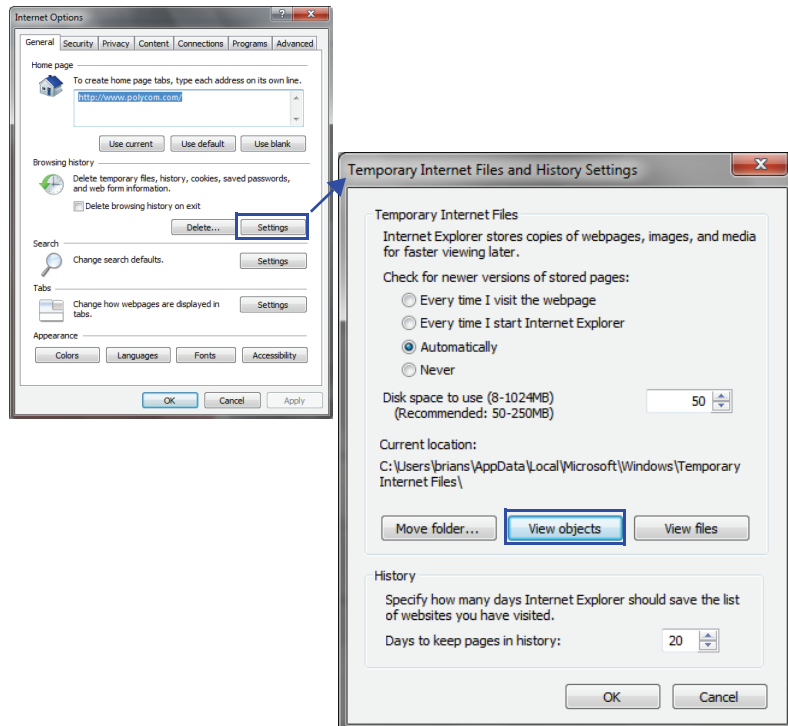 Internet Options
General Security Privacy Content Connections Programs Advanced
Home page
To create home page tabs, type each address on its own line.
http://www.polycom.com/
Use current Use default Use blank
Browsing history
Delete temporary files, history, cookies, saved passwords,
and web form information.
Delete browsing history on exit
Delete... Settings
Search
Change search defaults. Settings
Tabs
Change how webpages are displayed in
tabs.
Settings
Appearance
Colors Languages Fonts Accessibility
OK Cancel Apply
Temporary Internet Files and History Settings
Temporary Internet Files
Internet Explorer stores copies of webpages, images, and media
for faster viewing later.
Check for newer versions of stored pages:
Every time I visit the webpage
Every time I start Internet Explorer
Automatically
Never
Disk space to use (8-1024MB) 50
(Recommended: 50-250MB)
Current location:
C:\Users\brians\AppData\Local\Microsoft\Windows\Temporary
Internet Files\
Move folder... View objects View files
History
Specify how many days Internet Explorer should save the list
of websites you have visited.
Days to keep pages in history: 20
OK Cancel